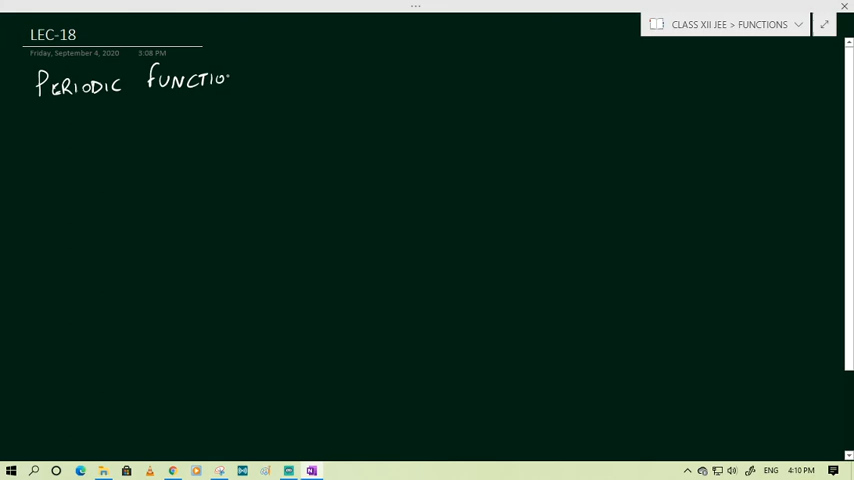 ...
CLASS XII JEE > FUNCTIONS
LEC-18
Friday, September 4, 2020 3:08 PM
PERIODIC FUNCTIO
ENG 4:10 PM